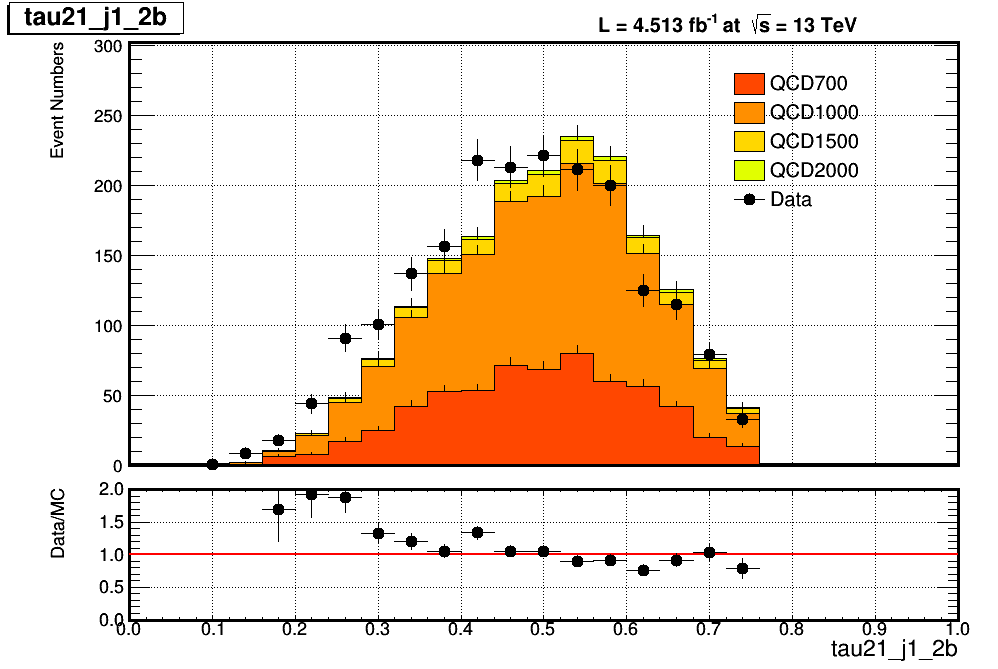 tau21_j1_2b
L = 4.513 fb⁻¹ at √s = 13 TeV
Event Numbers
300
250
200
150
100
50
0
QCD700
QCD1000
QCD1500
QCD2000
Data
Data/MC
2.0
1.5
1.0
0.5
0.0
0.0 0.1 0.2 0.3 0.4 0.5 0.6 0.7 0.8 0.9 1.0
tau21_j1_2b